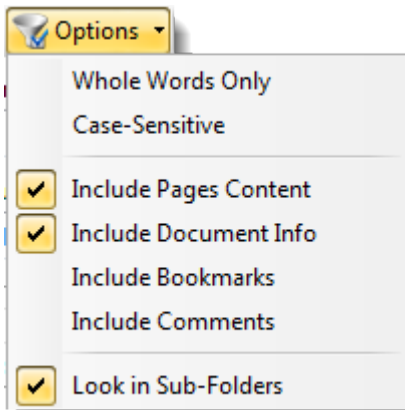 Options
Whole Words Only
Case-Sensitive
Include Pages Content
Include Document Info
Include Bookmarks
Include Comments
Look in Sub-Folders